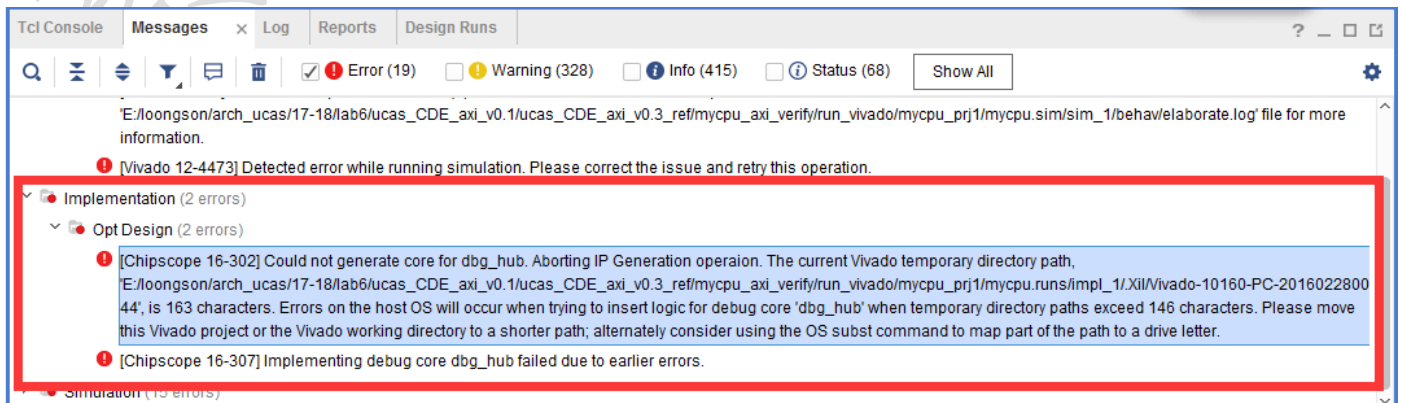 Tcl Console Messages × Log Reports Design Runs ? _
Error (19) Warning (328) Info (415) Status (68) Show All
'E:/loongson/arch_ucas/17-18/lab6/ucas_CDE_axi_v0.1/ucas_CDE_axi_v0.3_ref/mycpu_axi_verify/run_vivado/mycpu_prj1/mycpu.sim/sim_1/behav/elaborate.log' file for more
information.
[Vivado 12-4473] Detected error while running simulation. Please correct the issue and retry this operation.
Implementation (2 errors)
Opt Design (2 errors)
[Chipscope 16-302] Could not generate core for dbg_hub. Aborting IP Generation operaion. The current Vivado temporary directory path,
'E:/loongson/arch_ucas/17-18/lab6/ucas_CDE_axi_v0.1/ucas_CDE_axi_v0.3_ref/mycpu_axi_verify/run_vivado/mycpu_prj1/mycpu.runs/impl_1/.Xil/Vivado-10160-PC-2016022800
44', is 163 characters. Errors on the host OS will occur when trying to insert logic for debug core 'dbg_hub' when temporary directory paths exceed 146 characters. Please move
this Vivado project or the Vivado working directory to a shorter path; alternately consider using the OS subst command to map part of the path to a drive letter.
[Chipscope 16-307] Implementing debug core dbg_hub failed due to earlier errors.
Simulation (15 errors)